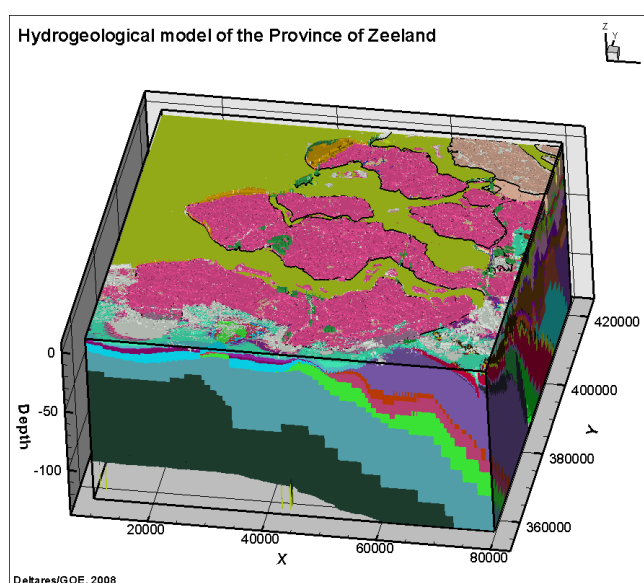 Hydrogeological model of the Province of Zeeland
Z
Y
0
-50
-100
Depth
20000
40000
60000
80000
X
420000
400000
380000
360000
Y
Deltares/GOE, 2008